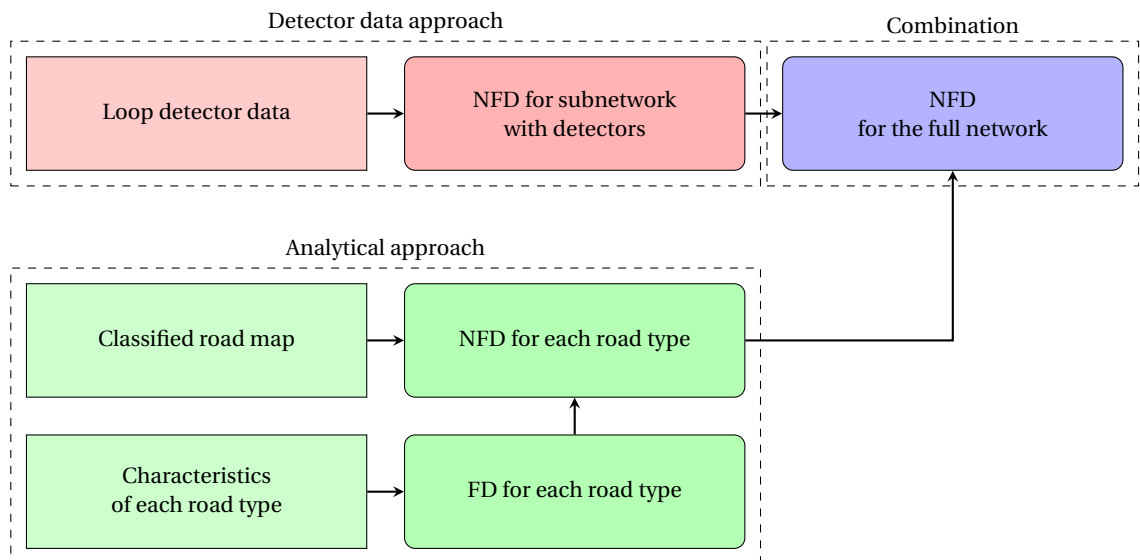 Detector data approach
Combination
Loop detector data
NFD for subnetwork
with detectors
NFD
for the full network
Analytical approach
Classified road map
NFD for each road type
Characteristics
of each road type
FD for each road type